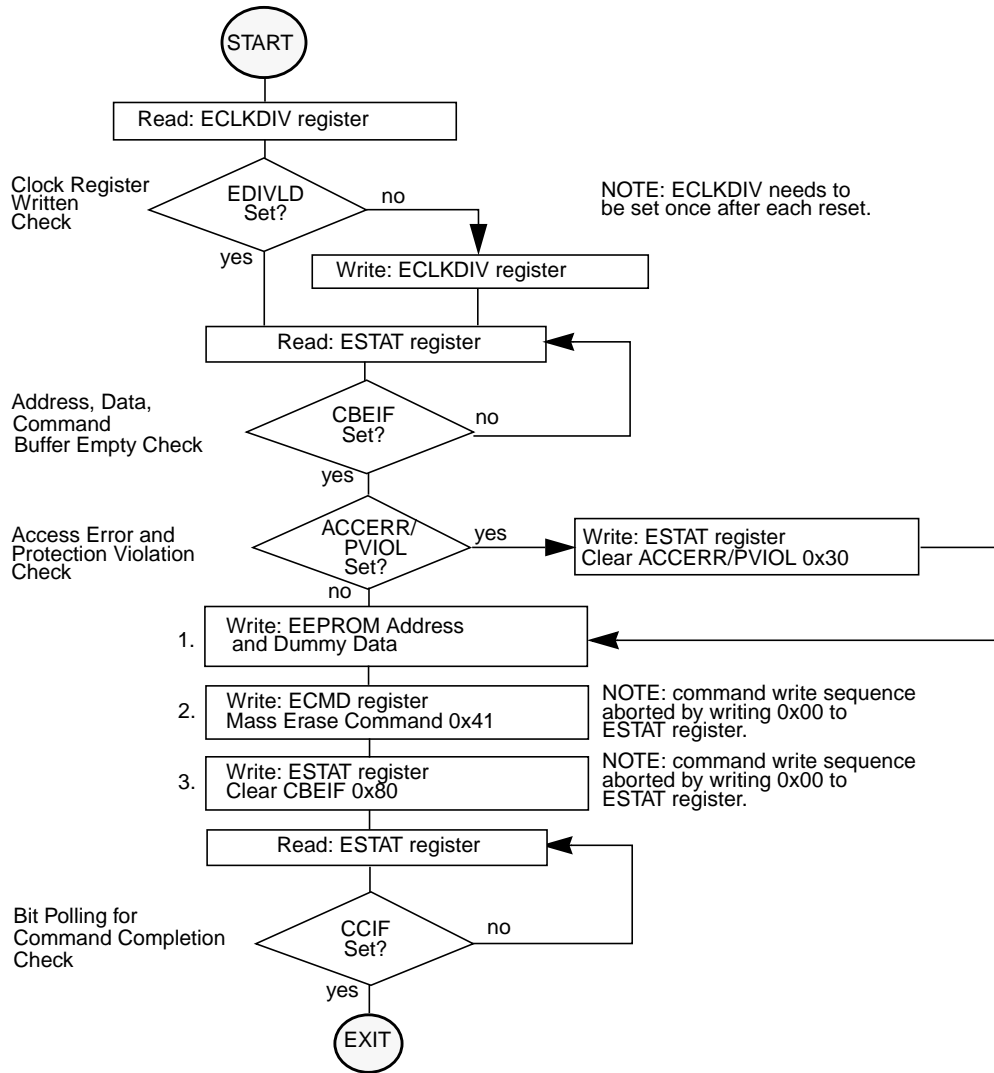 START
Read: ECLKDIV register
Clock Register
Written
Check
EDIVLD
Set?
no
yes
NOTE: ECLKDIV needs to
be set once after each reset.
Write: ECLKDIV register
Read: ESTAT register
Address, Data,
Command
Buffer Empty Check
CBEIF
Set?
no
yes
Access Error and
Protection Violation
Check
ACCERR/
PVIOL
Set?
yes
no
Write: ESTAT register
Clear ACCERR/PVIOL 0x30
1.
Write: EEPROM Address
and Dummy Data
2.
Write: ECMD register
Mass Erase Command 0x41
NOTE: command write sequence
aborted by writing 0x00 to
ESTAT register.
3.
Write: ESTAT register
Clear CBEIF 0x80
NOTE: command write sequence
aborted by writing 0x00 to
ESTAT register.
Read: ESTAT register
Bit Polling for
Command Completion
Check
CCIF
Set?
no
yes
EXIT